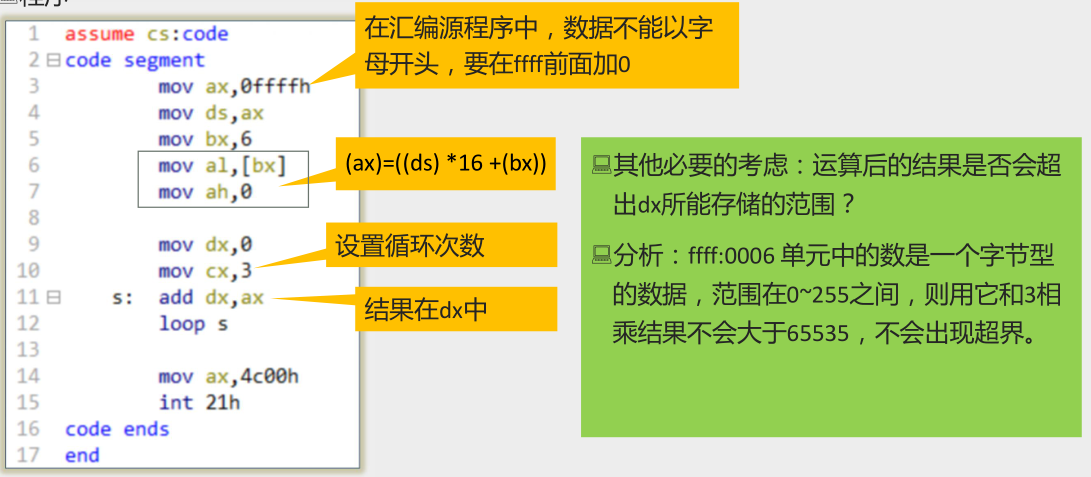 程序
1 assume cs:code
2 code segment
3 mov ax,0ffffh
4 mov ds,ax
5 mov bx,6
6 mov al,[bx]
7 mov ah,0
8
9 mov dx,0
10 mov cx,3
11 s: add dx,ax
12 loop s
13
14 mov ax,4c00h
15 int 21h
16 code ends
17 end
在汇编源程序中，数据不能以字
母开头，要在ffff前面加0
(ax)=((ds) *16 +(bx))
设置循环次数
结果在dx中
其他必要的考虑：运算后的结果是否会超
出dx所能存储的范围？
分析：ffff:0006 单元中的数是一个字节型
的数据，范围在0~255之间，则用它和3相
乘结果不会大于65535，不会出现超界。